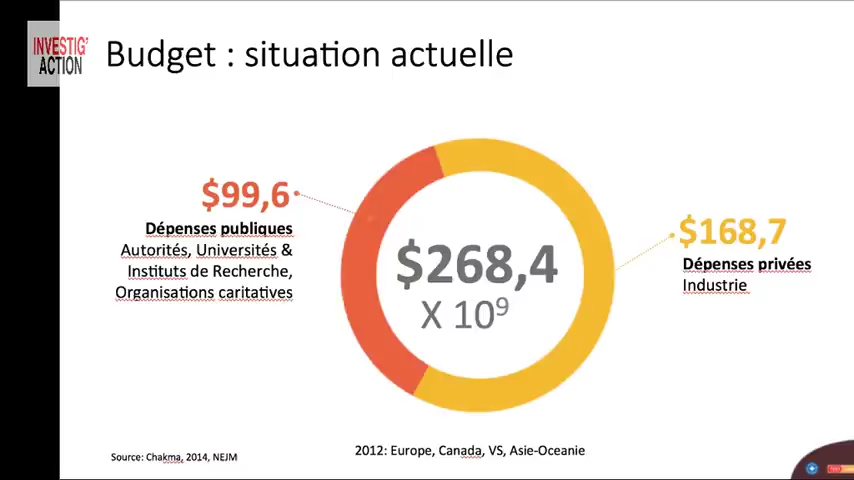 INVESTIG'
ACTION
Budget : situation actuelle
$99,6
Dépenses publiques
Autorités, Universités &
Instituts de Recherche,
Organisations caritatives
$268,4
X 10⁹
$168,7
Dépenses privées
Industrie
Source: Chakma, 2014, NEJM
2012: Europe, Canada, VS, Asie-Oceanie